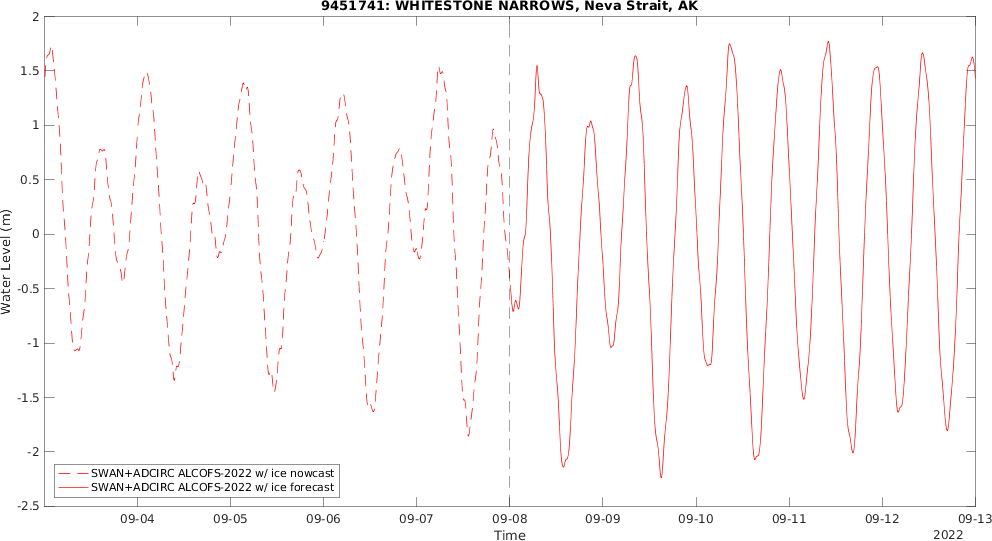 9451741: WHITESTONE NARROWS, Neva Strait, AK
Water Level (m)
2
1.5
1
0.5
0
-0.5
-1
-1.5
-2
-2.5
SWAN+ADCIRC ALCOFS-2022 w/ ice nowcast
SWAN+ADCIRC ALCOFS-2022 w/ ice forecast
09-04 09-05 09-06 09-07 09-08 09-09 09-10 09-11 09-12 09-13
Time
2022